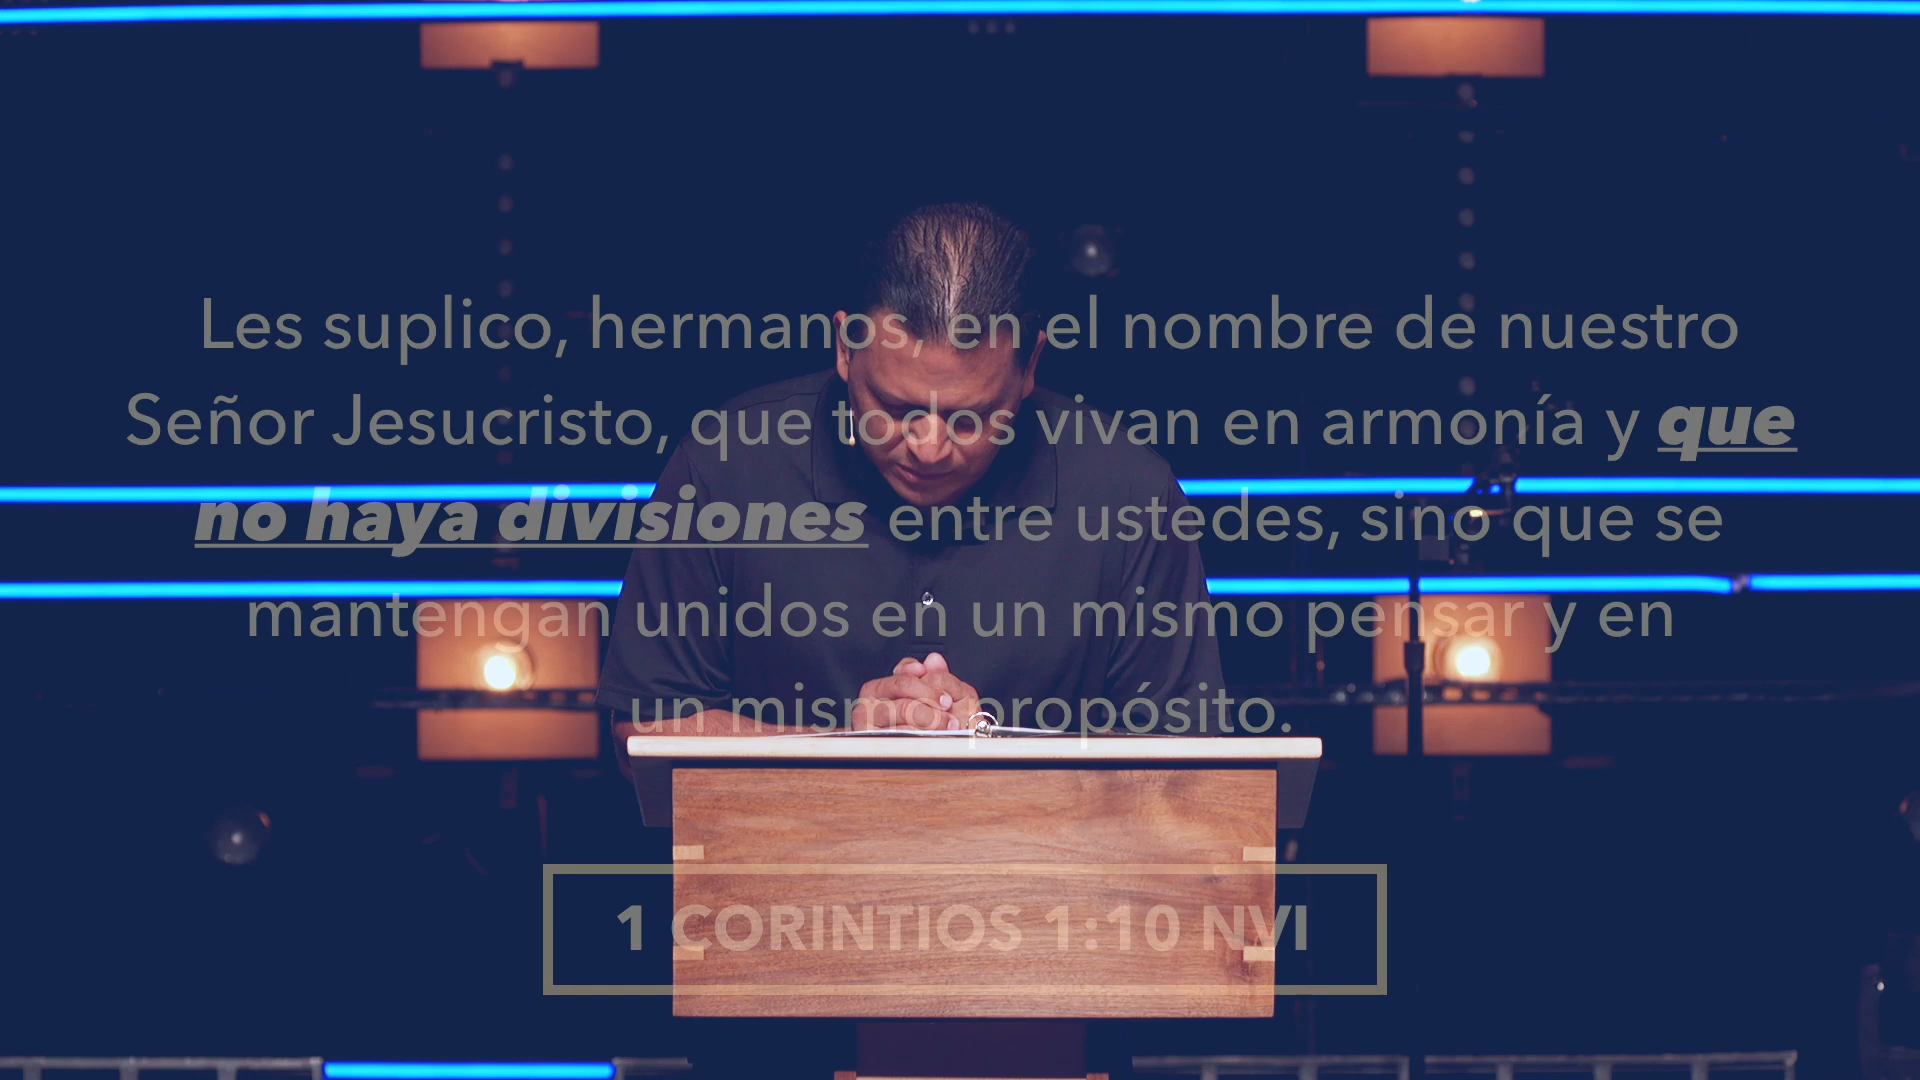 Les suplico, hermanos, en el nombre de nuestro
Señor Jesucristo, que todos vivan en armonía y que
no haya divisiones entre ustedes, sino que se
mantengan unidos en un mismo pensar y en
un mismo propósito.
1 CORINTIOS 1:10 NVI